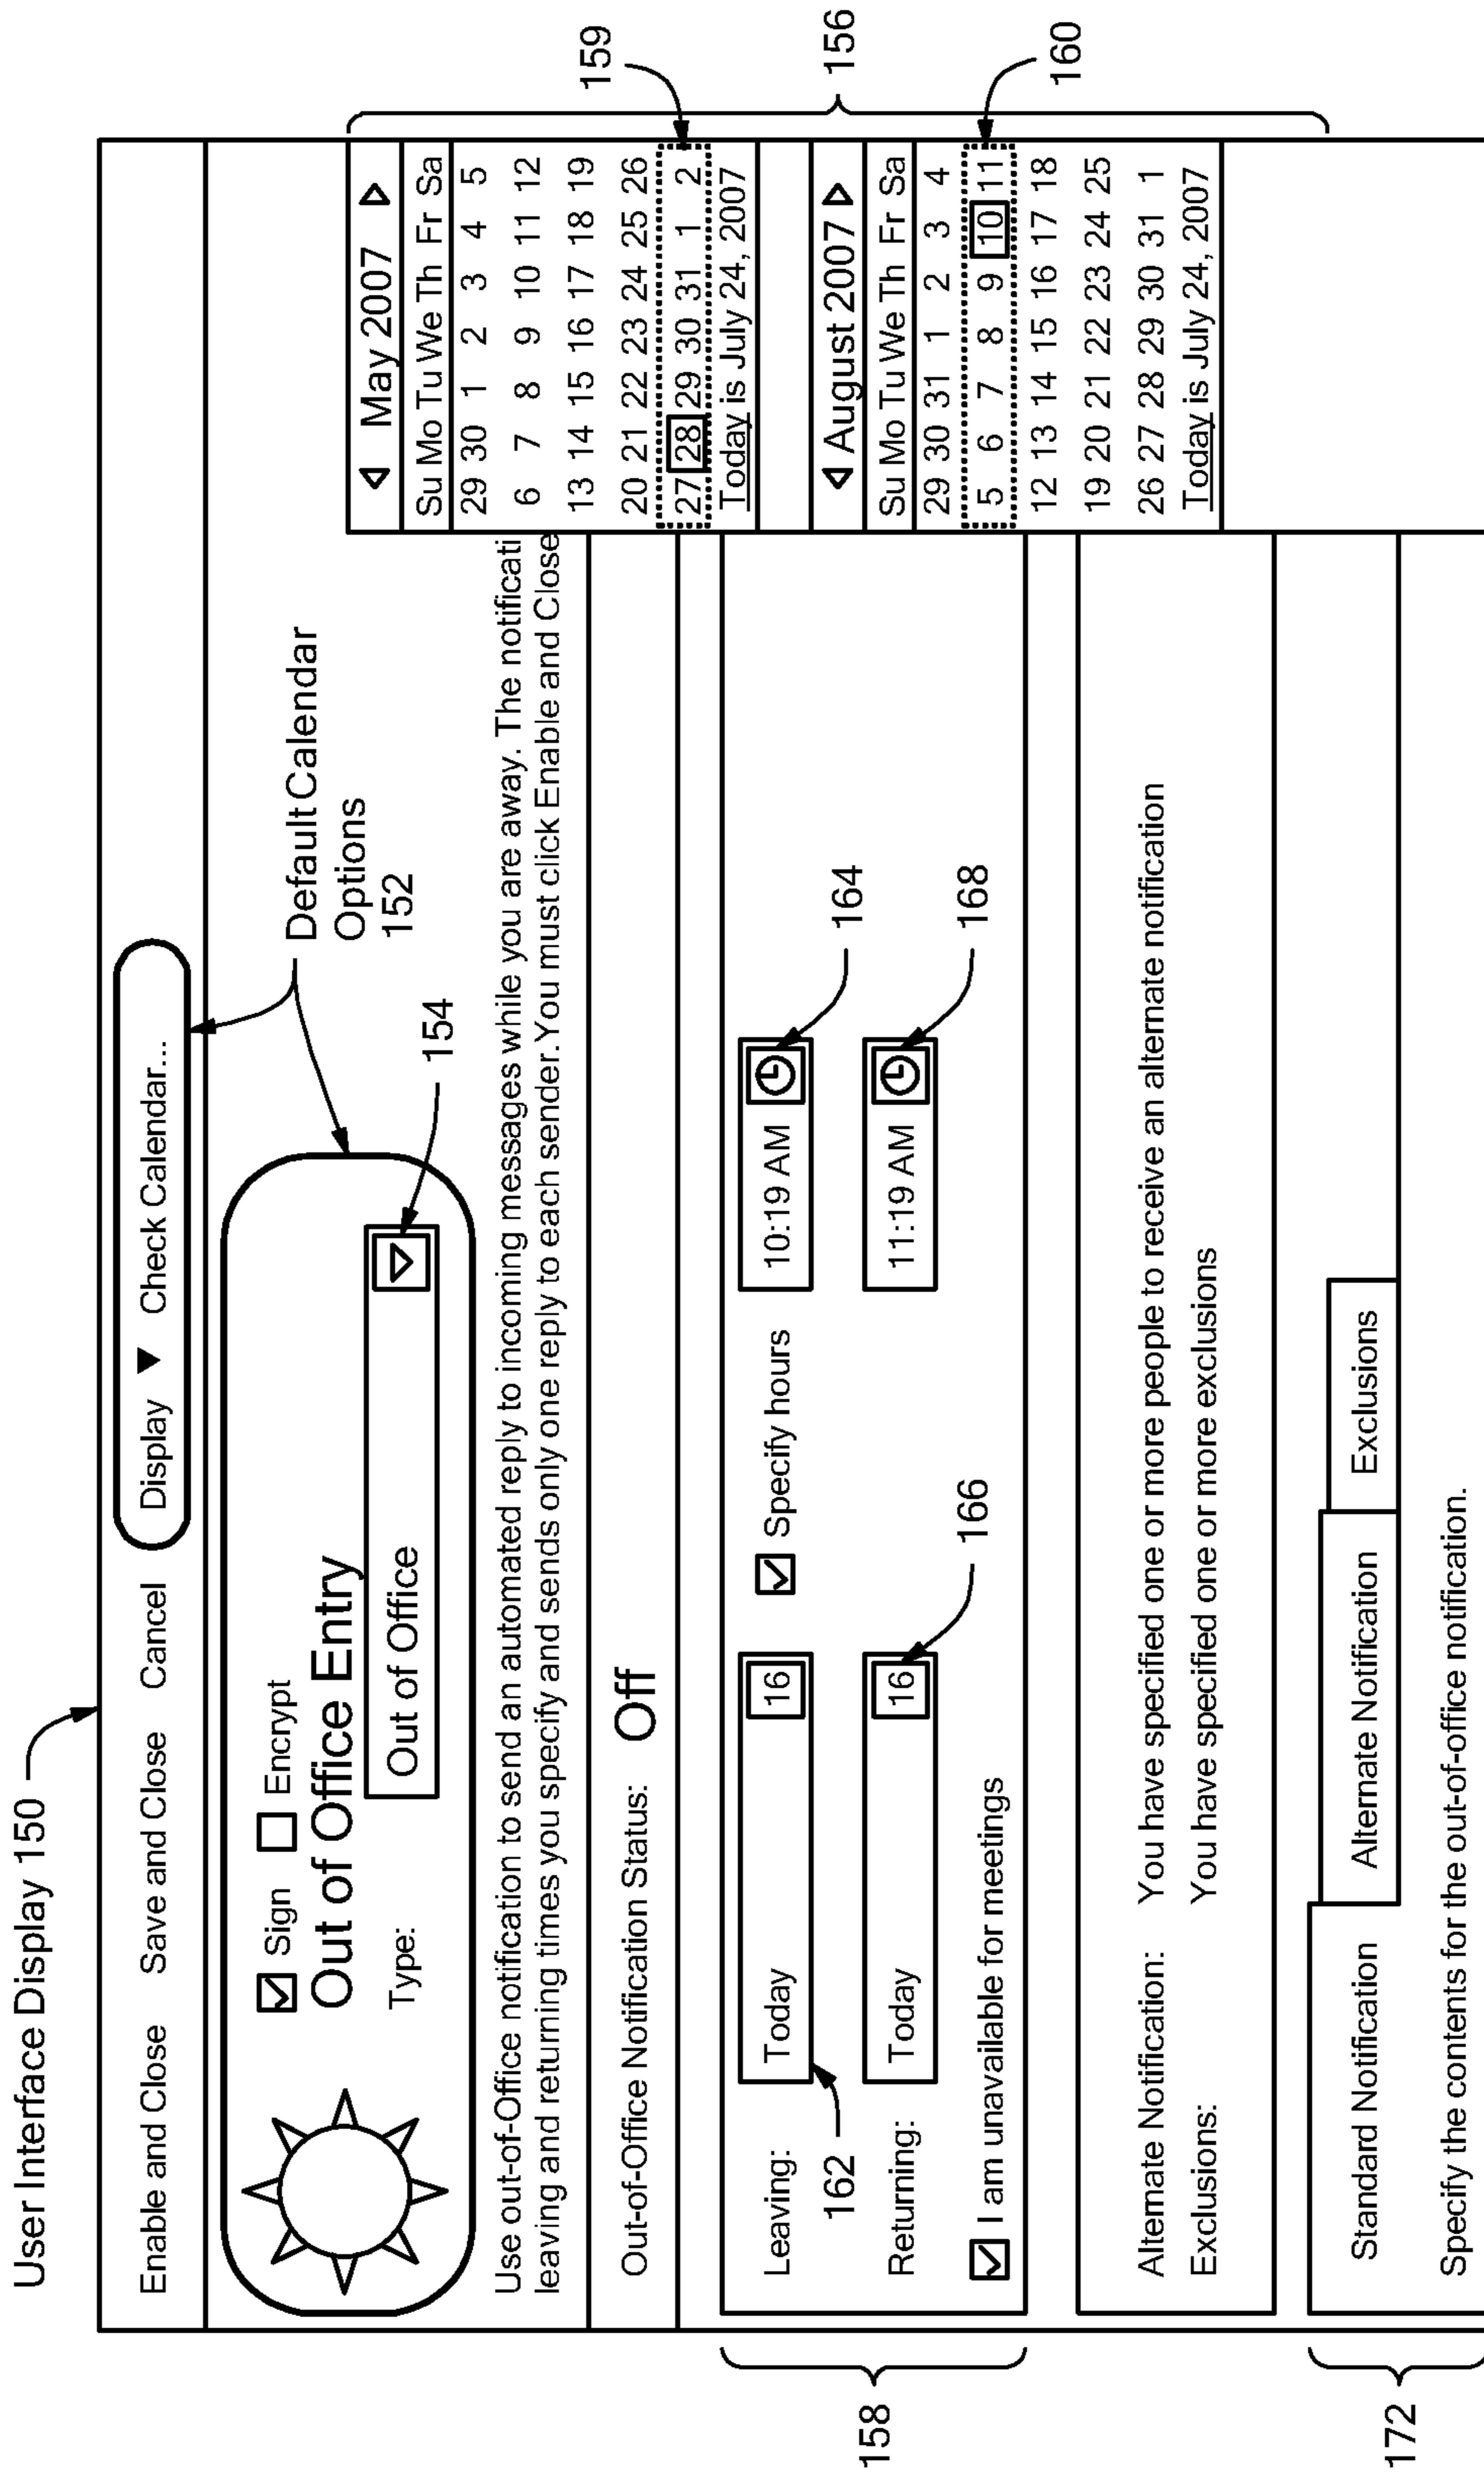 User Interface Display 150
Enable and Close Save and Close Cancel Display ▼ Check Calendar...
Sign Encrypt
Out of Office Entry
Type: Out of Office
Default Calendar
Options
152
154
Use out-of-Office notification to send an automated reply to incoming messages while you are away. The notificati
leaving and returning times you specify and sends only one reply to each sender.You must click Enable and Close
Out-of-Office Notification Status: Off
Leaving: Today 16 Specify hours 10:19 AM
162
164
Returning: Today 16 11:19 AM
166
168
I am unavailable for meetings
158
Alternate Notification: You have specified one or more people to receive an alternate notification
Exclusions: You have specified one or more exclusions
Standard Notification Alternate Notification Exclusions
Specify the contents for the out-of-office notification.
172
May 2007
Su Mo Tu We Th Fr Sa
29 30 1 2 3 4 5
6 7 8 9 10 11 12
13 14 15 16 17 18 19
20 21 22 23 24 25 26
27 28 29 30 31 1 2
Today is July 24, 2007
159
August 2007
Su Mo Tu We Th Fr Sa
29 30 31 1 2 3 4
5 6 7 8 9 10 11
12 13 14 15 16 17 18
19 20 21 22 23 24 25
26 27 28 29 30 31 1
Today is July 24, 2007
156
160